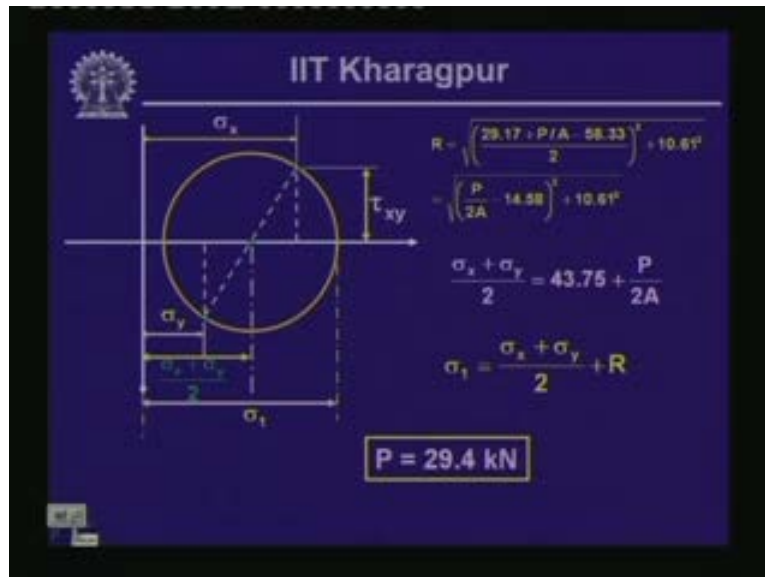 IIT Kharagpur
σx
τxy
σy
σx + σy / 2
σ1
R = √((29.17 + P/A - 58.33 / 2)² + 10.61²)
= √((P/2A - 14.58)² + 10.61²)
σx + σy / 2 = 43.75 + P/2A
σ1 = σx + σy / 2 + R
P = 29.4 kN